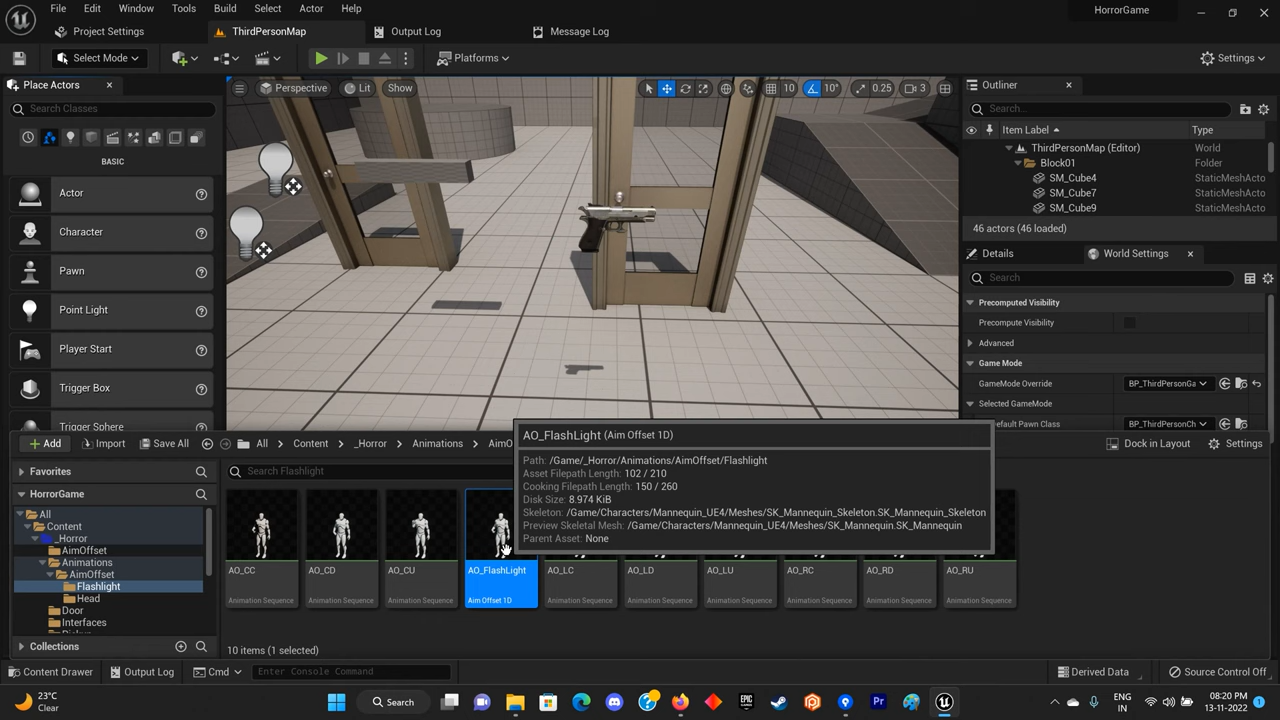 File Edit Window Tools Build Select Actor Help
HorrorGame
Project Settings
ThirdPersonMap
Output Log
Message Log
Select Mode
Platforms
Settings
Place Actors
Search Classes
BASIC
Actor
Character
Pawn
Point Light
Player Start
Trigger Box
Trigger Sphere
Perspective
Lit
Show
10
10°
0.25
3
Outliner
Search...
Item Label
Type
ThirdPersonMap (Editor)
World
Block01
Folder
SM_Cube4
StaticMeshActo
SM_Cube7
StaticMeshActo
SM_Cube9
StaticMeshActo
46 actors (46 loaded)
Details
World Settings
Search
Precomputed Visibility
Precompute Visibility
Advanced
Game Mode
GameMode Override
BP_ThirdPersonGa
Selected GameMode
Default Pawn Class
BP_ThirdPersonCh
Add
Import
Save All
All
Content
_Horror
Animations
AimO
Dock in Layout
Settings
Favorites
Search Flashlight
HorrorGame
All
Content
_Horror
AimOffset
Animations
AimOffset
Flashlight
Head
Door
Interfaces
Collections
AO_FlashLight (Aim Offset 1D)
Path: /Game/_Horror/Animations/AimOffset/Flashlight
Asset Filepath Length: 102 / 210
Cooking Filepath Length: 150 / 260
Disk Size: 8.974 KiB
Skeleton: /Game/Characters/Mannequin_UE4/Meshes/SK_Mannequin_Skeleton.SK_Mannequin_Skeleton
Preview Skeletal Mesh: /Game/Characters/Mannequin_UE4/Meshes/SK_Mannequin.SK_Mannequin
Parent Asset: None
AO_CC
AO_CD
AO_CU
AO_FlashLight
AO_LC
AO_LD
AO_LU
AO_RC
AO_RD
AO_RU
Animation Sequence
Animation Sequence
Animation Sequence
Aim Offset 1D
Animation Sequence
Animation Sequence
Animation Sequence
Animation Sequence
Animation Sequence
Animation Sequence
10 items (1 selected)
Content Drawer
Output Log
Cmd
Enter Console Command
Derived Data
Source Control Off
23°C
Clear
Search
ENG
IN
08:20 PM
13-11-2022